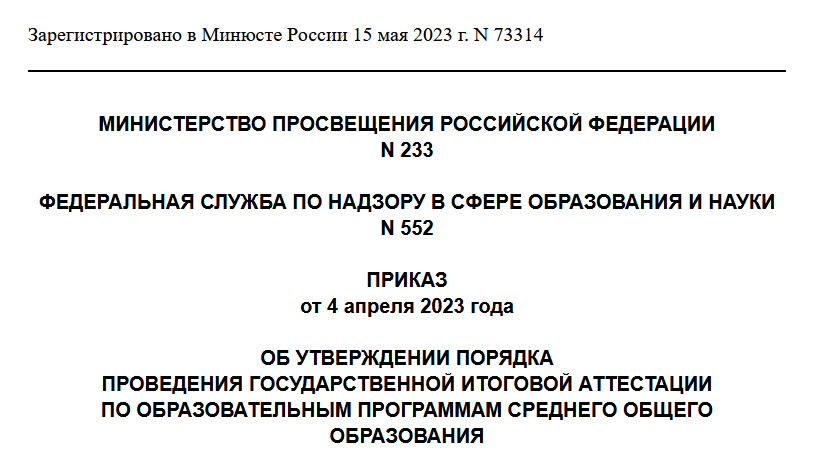 Зарегистрировано в Минюсте России 15 мая 2023 г. N 73314
МИНИСТЕРСТВО ПРОСВЕЩЕНИЯ РОССИЙСКОЙ ФЕДЕРАЦИИ
N 233
ФЕДЕРАЛЬНАЯ СЛУЖБА ПО НАДЗОРУ В СФЕРЕ ОБРАЗОВАНИЯ И НАУКИ
N 552
ПРИКАЗ
от 4 апреля 2023 года
ОБ УТВЕРЖДЕНИИ ПОРЯДКА
ПРОВЕДЕНИЯ ГОСУДАРСТВЕННОЙ ИТОГОВОЙ АТТЕСТАЦИИ
ПО ОБРАЗОВАТЕЛЬНЫМ ПРОГРАММАМ СРЕДНЕГО ОБЩЕГО
ОБРАЗОВАНИЯ